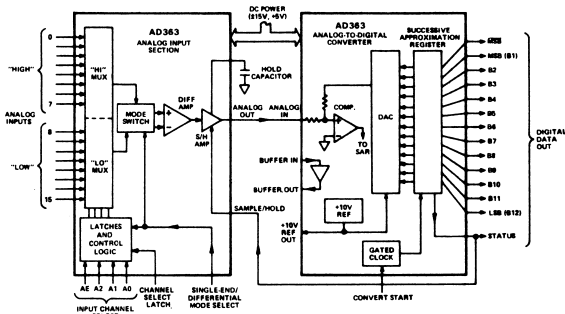 DC POWER
(±15V, +5V)
AD363
ANALOG INPUT
SECTION
AD363
ANALOG-TO-DIGITAL
CONVERTER
SUCCESSIVE
APPROXIMATION
REGISTER
0
"HIGH"
7
ANALOG
INPUTS
8
"LOW"
15
"HI"
MUX
"LO"
MUX
MODE
SWITCH
DIFF
AMP
S/H
AMP
HOLD
CAPACITOR
ANALOG
OUT
ANALOG
IN
COMP.
TO
SAR
DAC
BUFFER IN
BUFFER OUT
SAMPLE/HOLD
+10V
REF
OUT
+10V
REF
GATED
CLOCK
LATCHES
AND
CONTROL
LOGIC
AE A2 A1 A0
INPUT CHANNEL
CHANNEL
SELECT
LATCH
SINGLE-END/
DIFFERENTIAL
MODE SELECT
CONVERT START
MSB
MSB (B1)
B2
B3
B4
B5
B6
B7
B8
B9
B10
B11
LSB (B12)
STATUS
DIGITAL
DATA
OUT